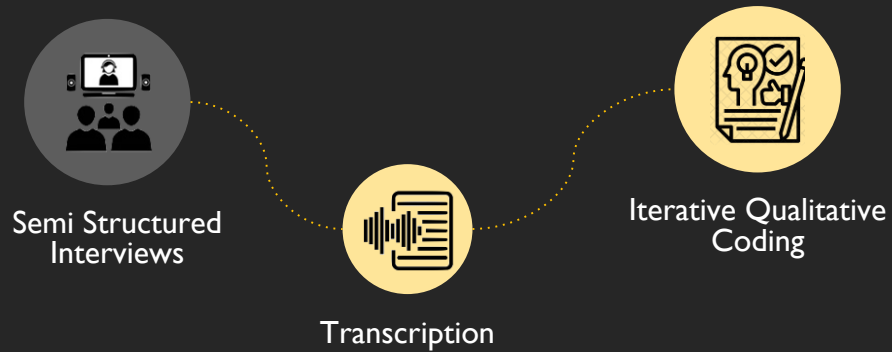 Semi Structured
Interviews
Transcription
Iterative Qualitative
Coding